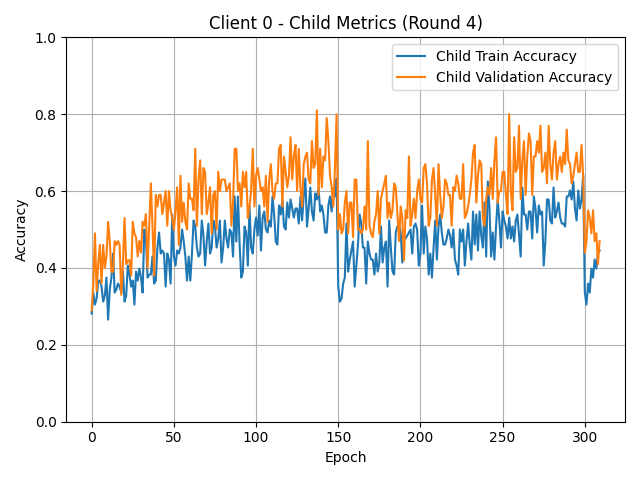 Client 0 - Child Metrics (Round 4)
Child Train Accuracy
Child Validation Accuracy
Accuracy
1.0
0.8
0.6
0.4
0.2
0.0
0 50 100 150 200 250 300
Epoch